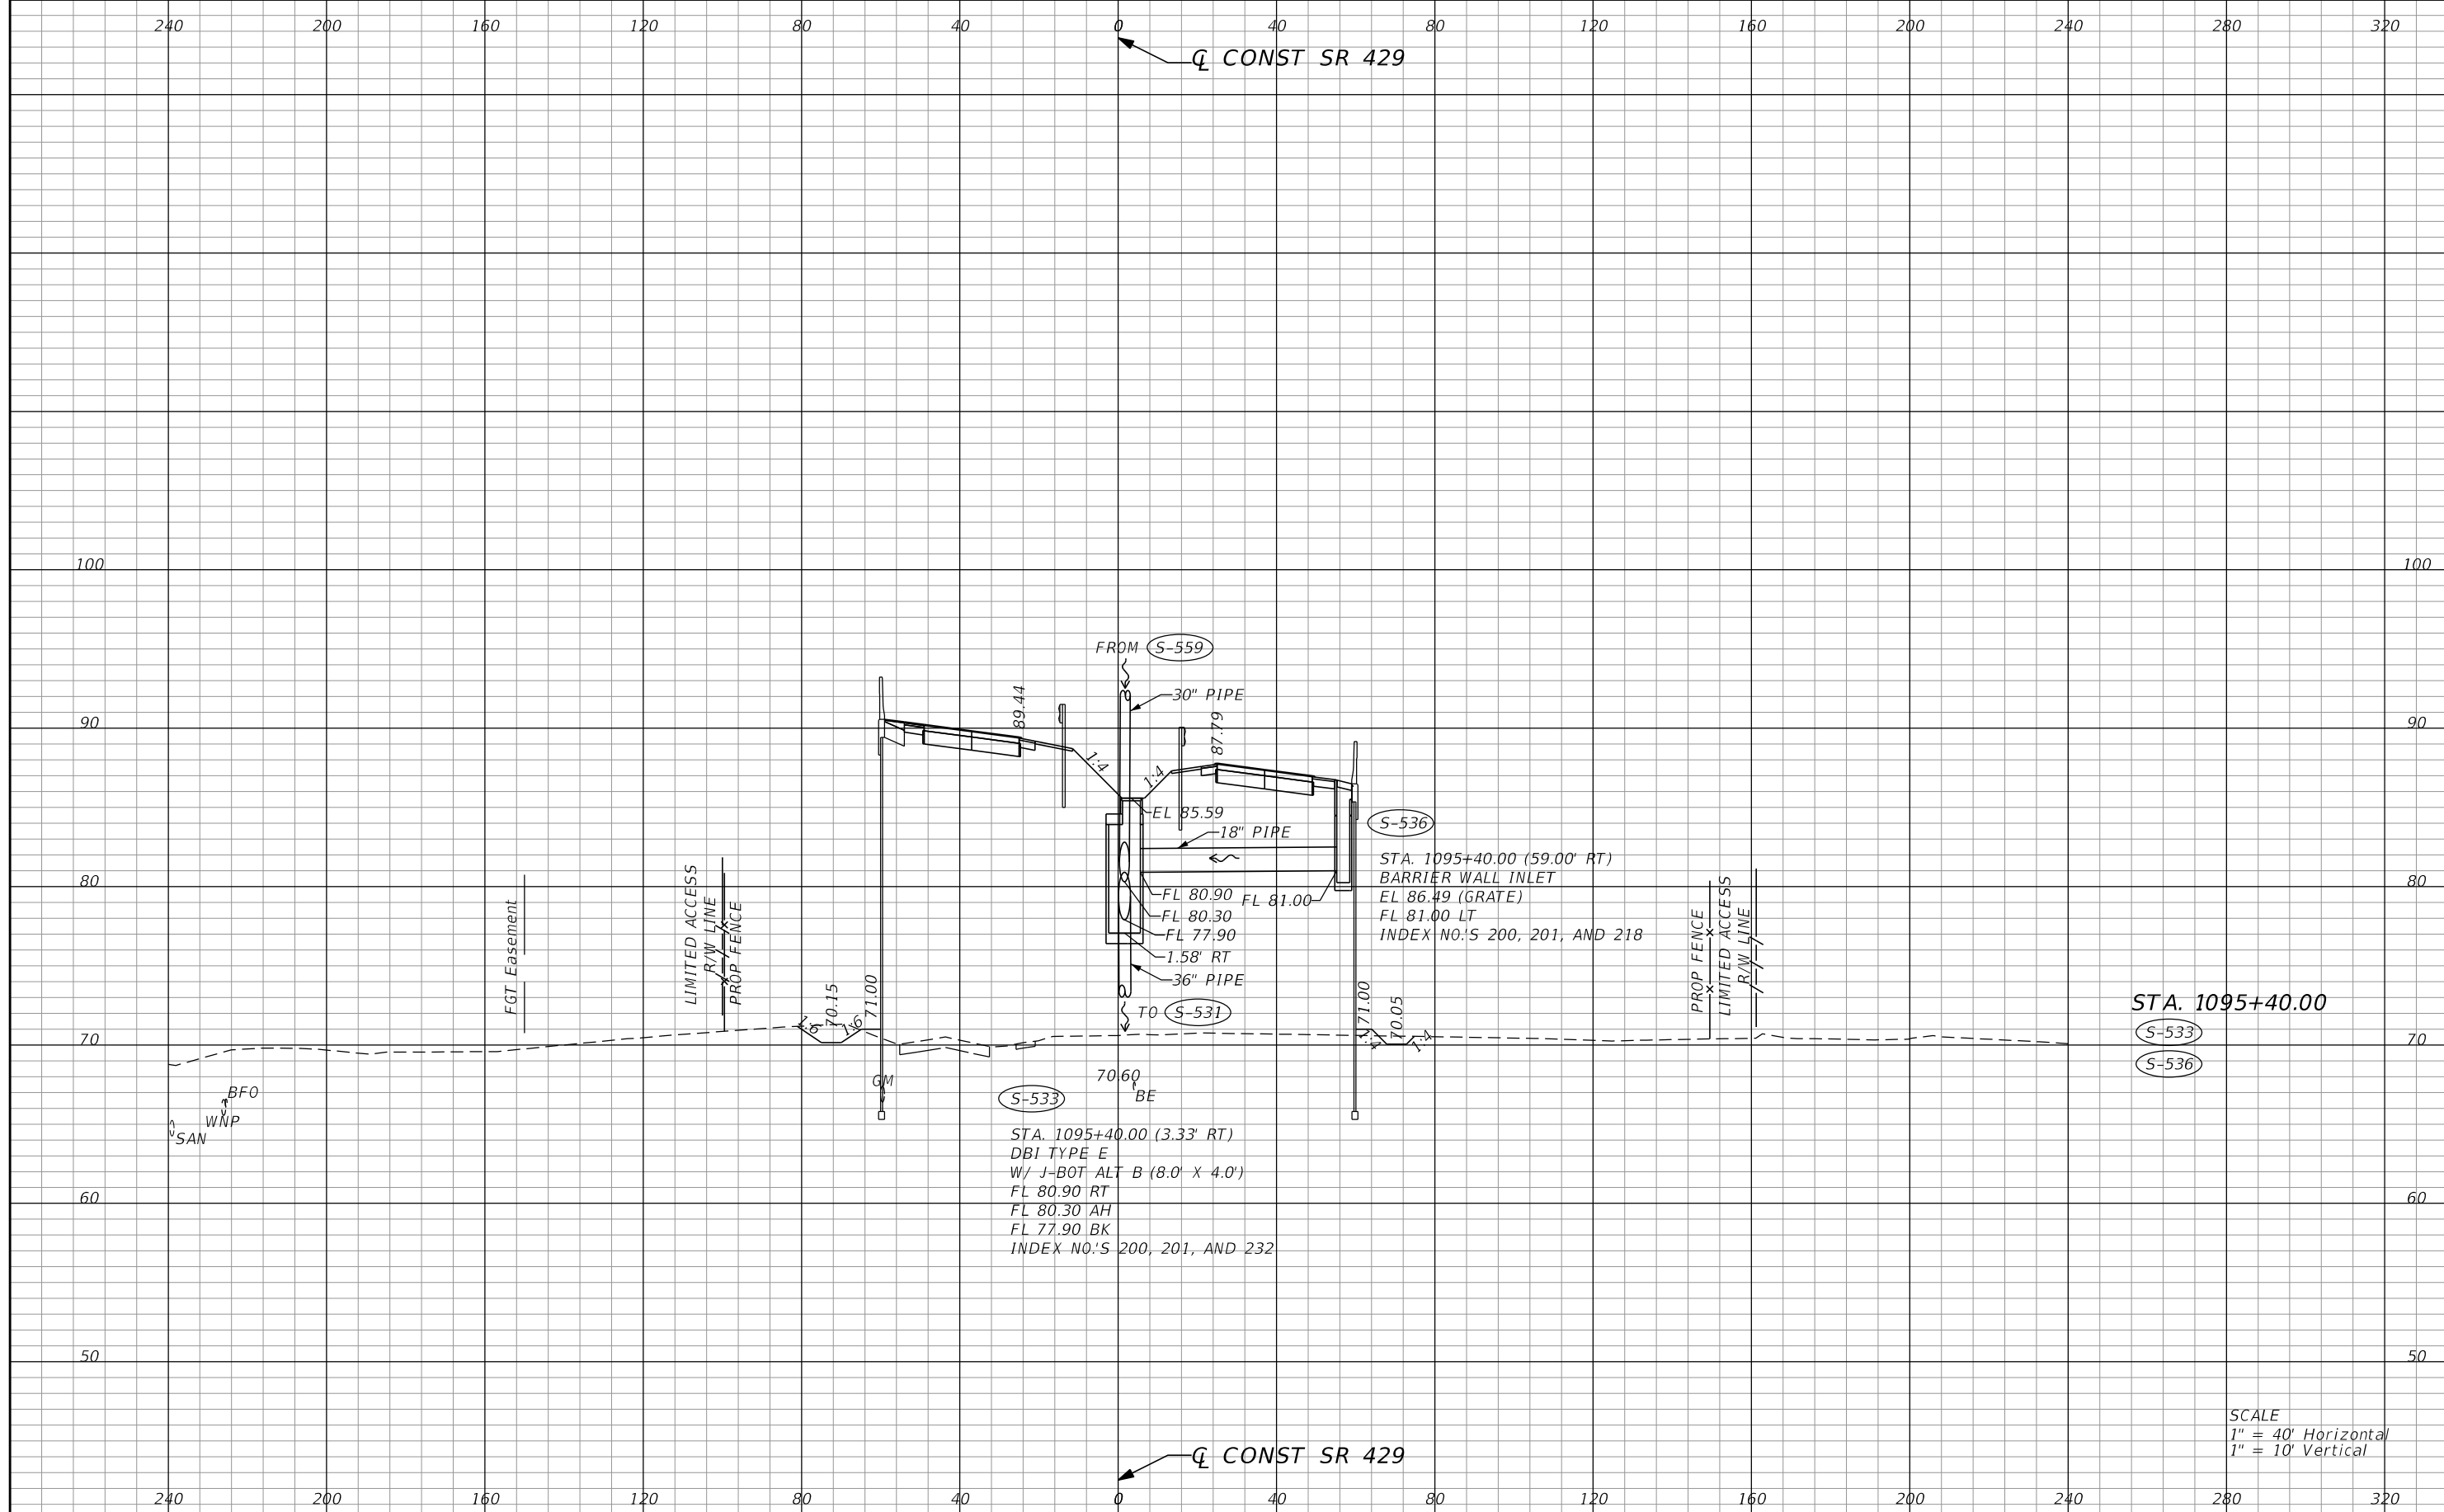 240 200 160 120 80 40 0 40 80 120 160 200 240 280 320
℄ CONST SR 429
100 100
FROM S-559
30" PIPE
89.44
87.79
90 90
1:4
1:4
EL 85.59
18" PIPE
S-536
STA. 1095+40.00 (59.00' RT)
BARRIER WALL INLET
EL 86.49 (GRATE)
FL 81.00 LT
INDEX NO.'S 200, 201, AND 218
80 80
FL 80.90
FL 81.00
FL 80.30
FL 77.90
1.58' RT
36" PIPE
TO S-531
FGT Easement
LIMITED ACCESS
R/W LINE
PROP FENCE
1:6
70.15
1:6
71.00
71.00
1:4
70.05
1:4
PROP FENCE
LIMITED ACCESS
R/W LINE
STA. 1095+40.00
S-533
S-536
70 70
GM
70.60
BE
BFO
WNP
SAN
S-533
STA. 1095+40.00 (3.33' RT)
DBI TYPE E
W/ J-BOT ALT B (8.0' X 4.0')
FL 80.90 RT
FL 80.30 AH
FL 77.90 BK
INDEX NO.'S 200, 201, AND 232
60 60
50 50
SCALE
1" = 40' Horizontal
1" = 10' Vertical
℄ CONST SR 429
240 200 160 120 80 40 0 40 80 120 160 200 240 280 320